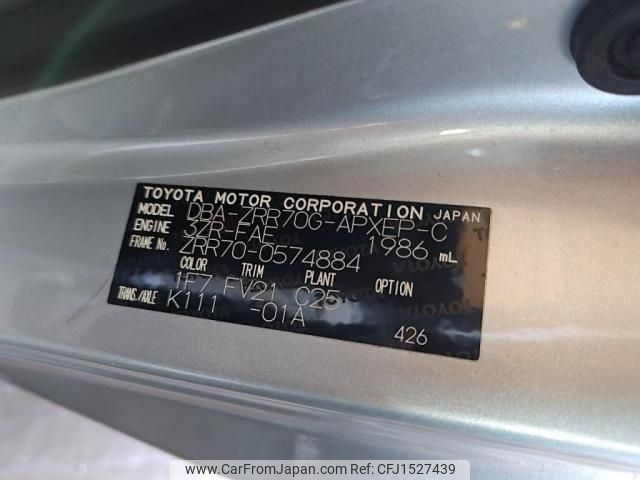 TOYOTA MOTOR CORPORATION JAPAN
MODEL DBA-ZRR70G-APXEP-C
ENGINE 3ZR-FAE 1986 mL
FRAME No. ZRR70-0574884
COLOR TRIM PLANT OPTION
1F7 FV21 C25
TRANS./AXLE K111 -01A
426
www.carfromjapan.com CFJ1527439